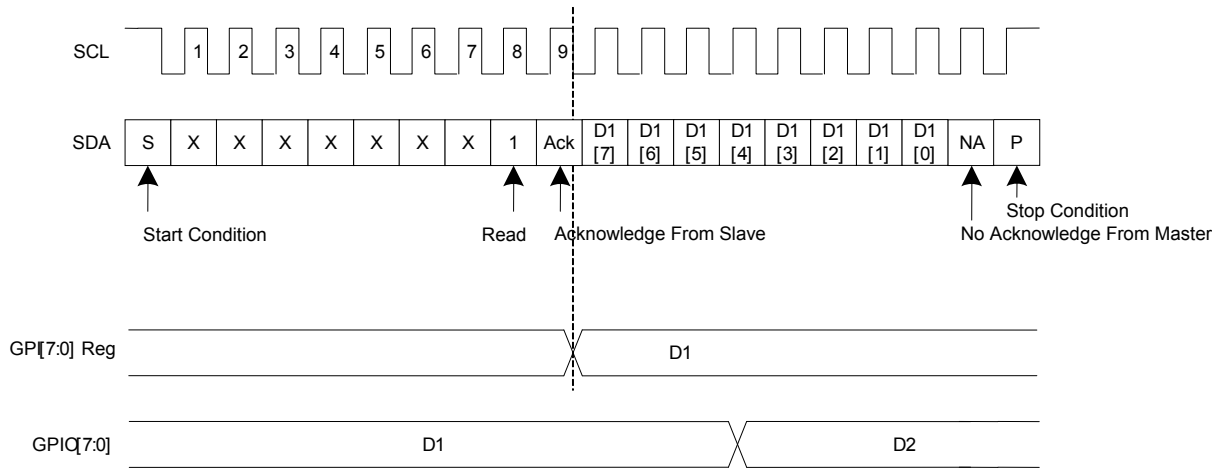 SCL 1 2 3 4 5 6 7 8 9
SDA S X X X X X X X 1 Ack D1 [7] D1 [6] D1 [5] D1 [4] D1 [3] D1 [2] D1 [1] D1 [0] NA P
Start Condition Read Acknowledge From Slave Stop Condition
No Acknowledge From Master
GPI[7:0] Reg D1
GPIO[7:0] D1 D2